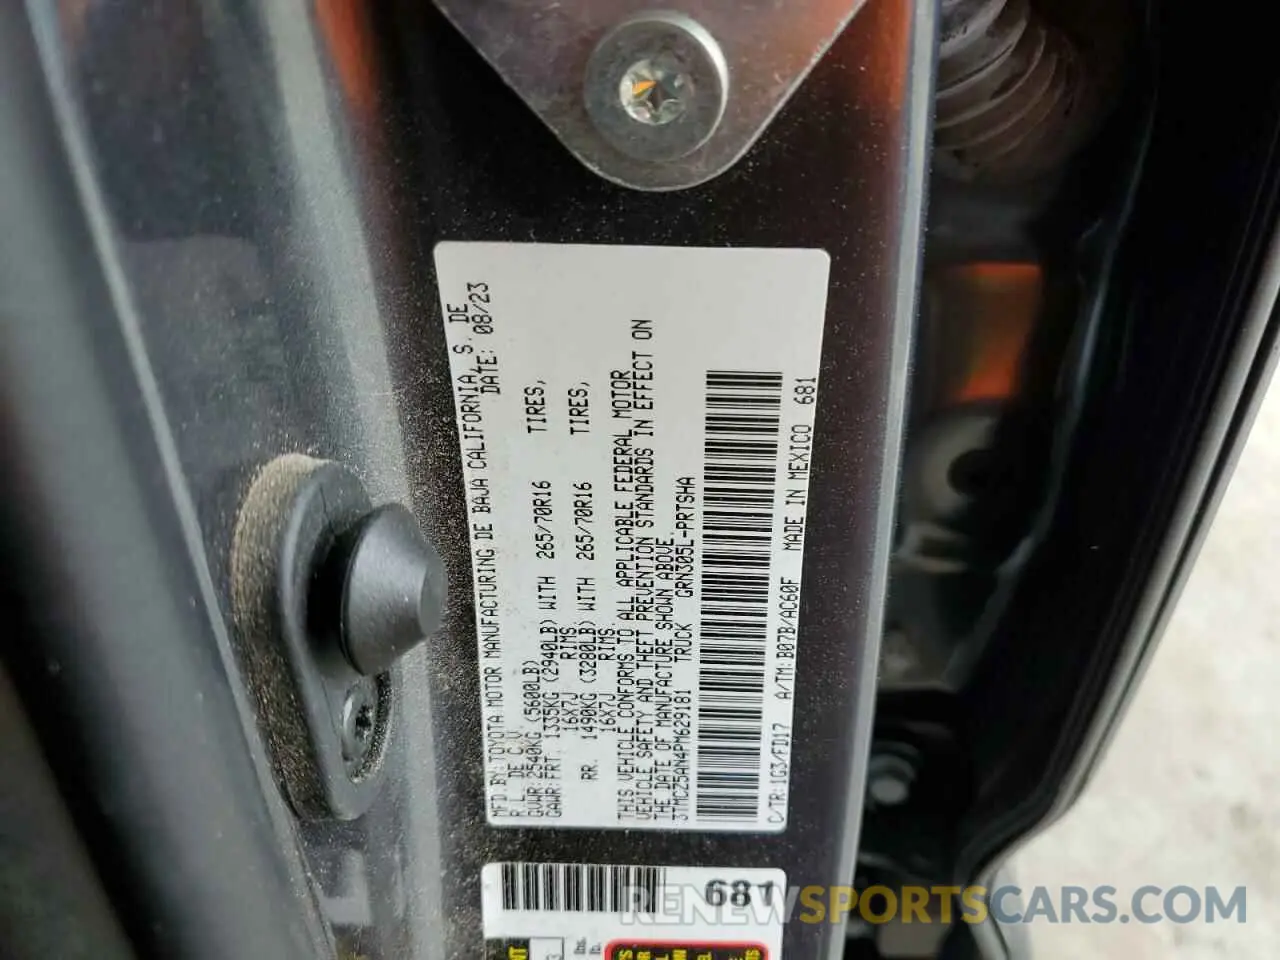 MFD BY: TOYOTA MOTOR MANUFACTURING DE BAJA CALIFORNIA, S. DE
R.L. DE C.V. DATE: 08/23
GVWR: 2540KG (5600LB)
GAWR: FRT. 1335KG (2940LB) WITH 265/70R16 TIRES,
16X7J RIMS
RR. 1490KG (3280LB) WITH 265/70R16 TIRES,
16X7J RIMS.
THIS VEHICLE CONFORMS TO ALL APPLICABLE FEDERAL MOTOR
VEHICLE SAFETY AND THEFT PREVENTION STANDARDS IN EFFECT ON
THE DATE OF MANUFACTURE SHOWN ABOVE.
3TMCZ5AN4PM629181 TRUCK GRN305L-PRTSHA
C/TR: 1G3/FD17 A/TM: B07B/AC60F MADE IN MEXICO 681
681
RENEWSPORTSCARS.COM
lbs.
lb.